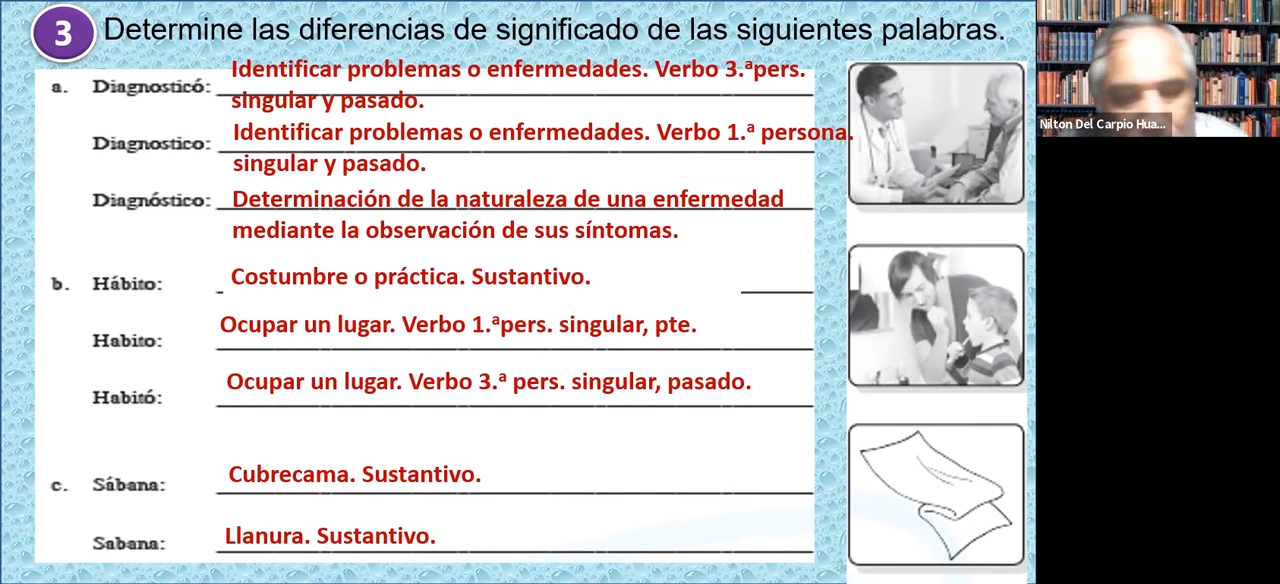 3 Determine las diferencias de significado de las siguientes palabras.
Identificar problemas o enfermedades. Verbo 3.ªpers.
a. Diagnosticó:
singular y pasado.
Identificar problemas o enfermedades. Verbo 1.ª persona.
Diagnostico:
singular y pasado.
Diagnóstico: Determinación de la naturaleza de una enfermedad
mediante la observación de sus síntomas.
b. Hábito: Costumbre o práctica. Sustantivo.
Habito: Ocupar un lugar. Verbo 1.ªpers. singular, pte.
Habitó: Ocupar un lugar. Verbo 3.ª pers. singular, pasado.
c. Sábana: Cubrecama. Sustantivo.
Sabana: Llanura. Sustantivo.
Nilton Del Carpio Hua...